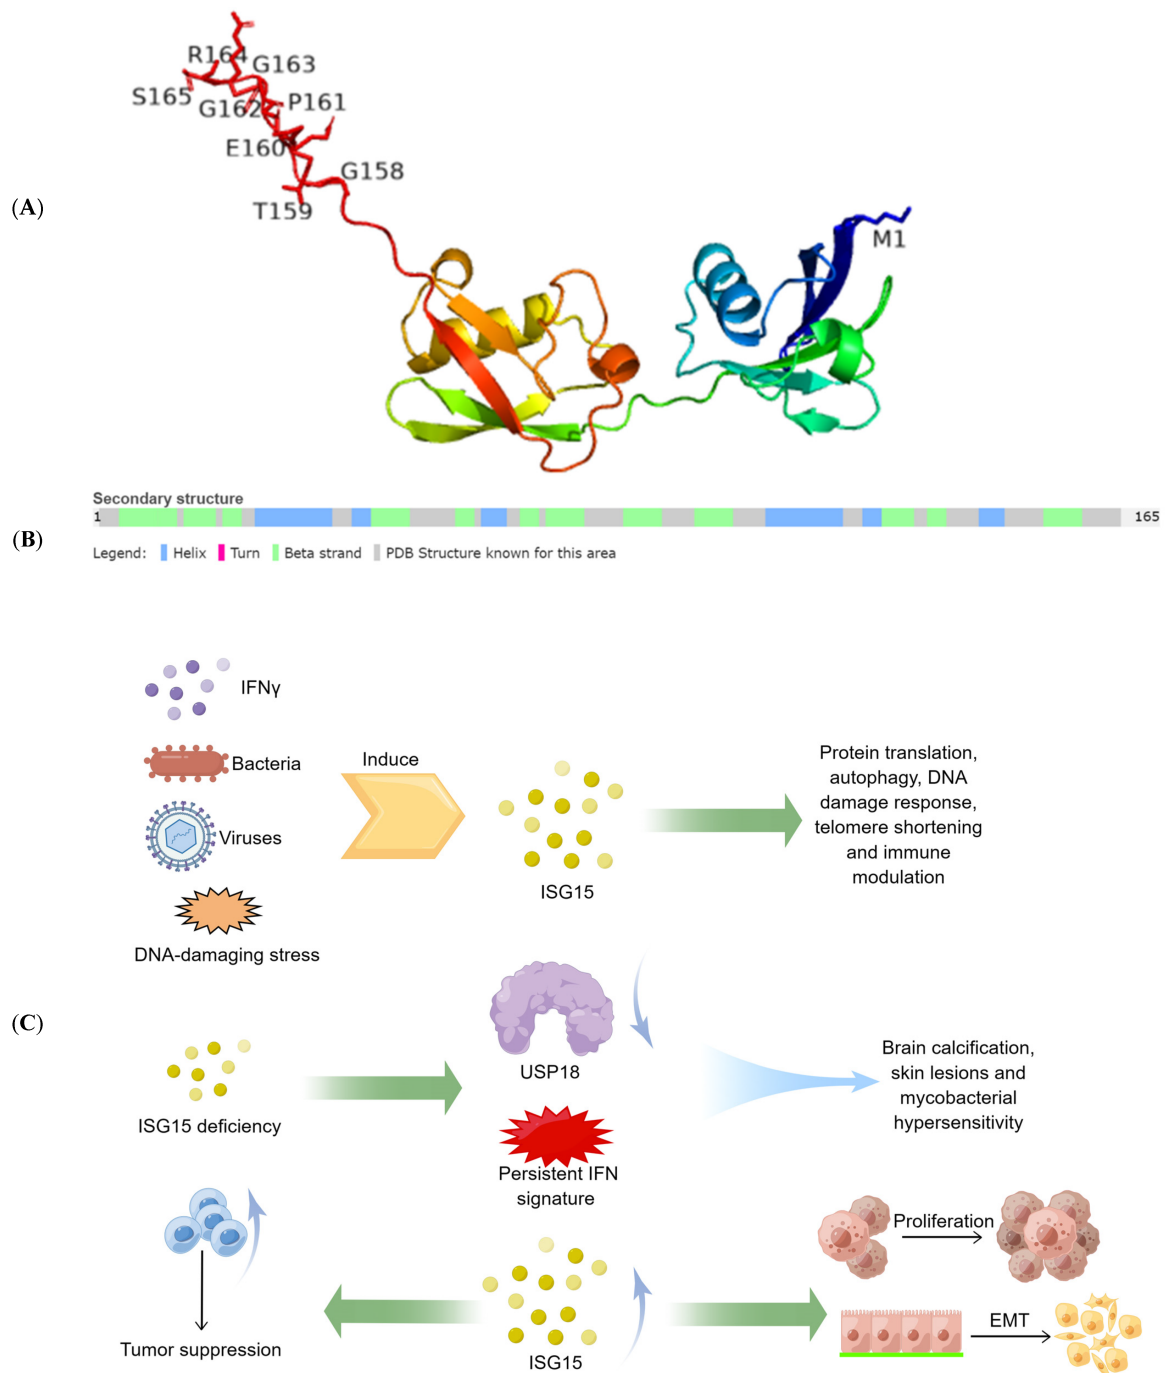 (A)
R164
G163
S165
G162
P161
E160
G158
T159
M1
(B)
Secondary structure
1
165
Legend: Helix Turn Beta strand PDB Structure known for this area
(C)
IFNγ
Bacteria
Viruses
DNA-damaging stress
Induce
ISG15
Protein translation,
autophagy, DNA
damage response,
telomere shortening
and immune
modulation
ISG15 deficiency
USP18
Persistent IFN
signature
Brain calcification,
skin lesions and
mycobacterial
hypersensitivity
Tumor suppression
ISG15
Proliferation
EMT